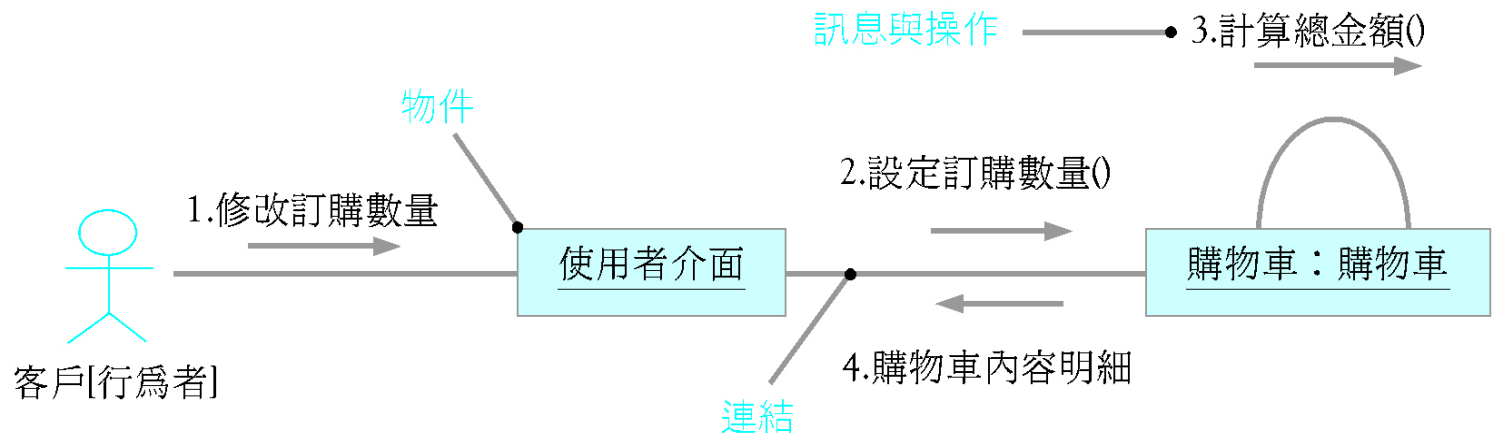 訊息與操作
3.計算總金額()
物件
2.設定訂購數量()
1.修改訂購數量
使用者介面
購物車：購物車
4.購物車內容明細
客戶[行為者]
連結